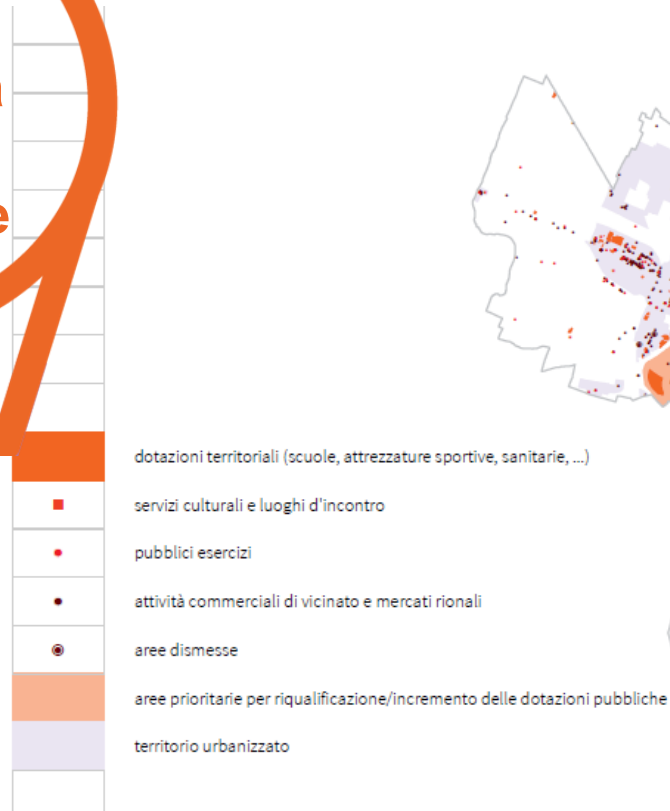 a
e
dotazioni territoriali (scuole, attrezzature sportive, sanitarie, ...)
servizi culturali e luoghi d'incontro
pubblici esercizi
attività commerciali di vicinato e mercati rionali
aree dismesse
aree prioritarie per riqualificazione/incremento delle dotazioni pubbliche
territorio urbanizzato